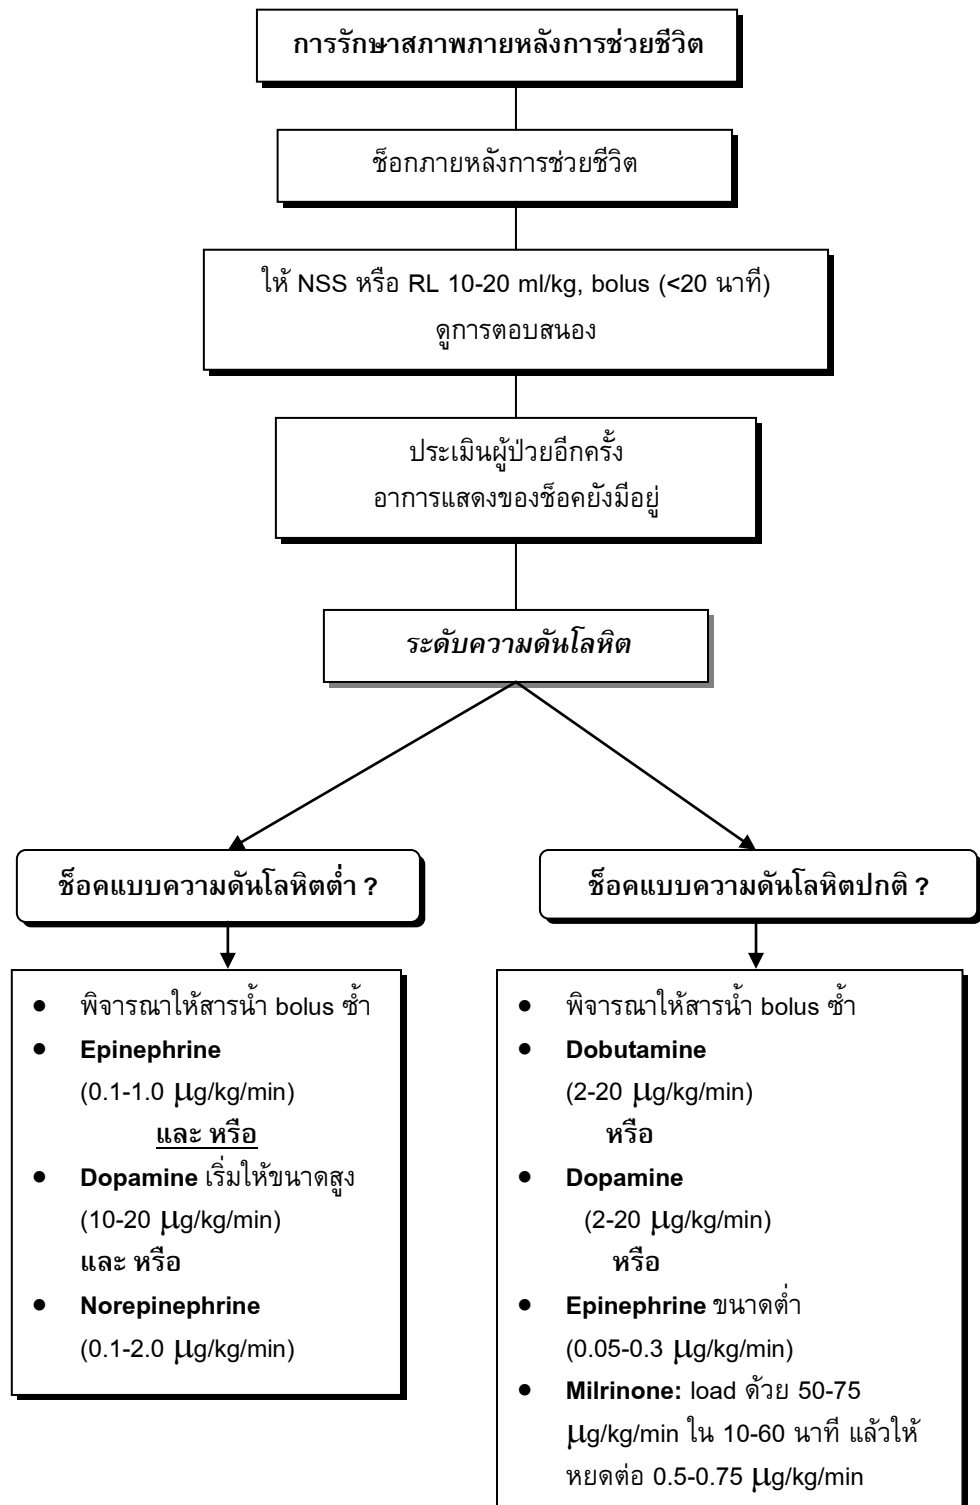 การรักษาสภาพภายหลังการช่วยชีวิต
ช็อกภายหลังการช่วยชีวิต
ให้ NSS หรือ RL 10-20 ml/kg, bolus (<20 นาที)
ดูการตอบสนอง
ประเมินผู้ป่วยอีกครั้ง
อาการแสดงของช็อคยังมีอยู่
ระดับความดันโลหิต
ช็อคแบบความดันโลหิตต่ำ ?
• พิจารณาให้สารน้ำ bolus ซ้ำ
• Epinephrine
(0.1-1.0 μg/kg/min)
และ หรือ
• Dopamine เริ่มให้ขนาดสูง
(10-20 μg/kg/min)
และ หรือ
• Norepinephrine
(0.1-2.0 μg/kg/min)
ช็อคแบบความดันโลหิตปกติ ?
• พิจารณาให้สารน้ำ bolus ซ้ำ
• Dobutamine
(2-20 μg/kg/min)
หรือ
• Dopamine
(2-20 μg/kg/min)
หรือ
• Epinephrine ขนาดต่ำ
(0.05-0.3 μg/kg/min)
• Milrinone: load ด้วย 50-75
μg/kg/min ใน 10-60 นาที แล้วให้
หยดต่อ 0.5-0.75 μg/kg/min